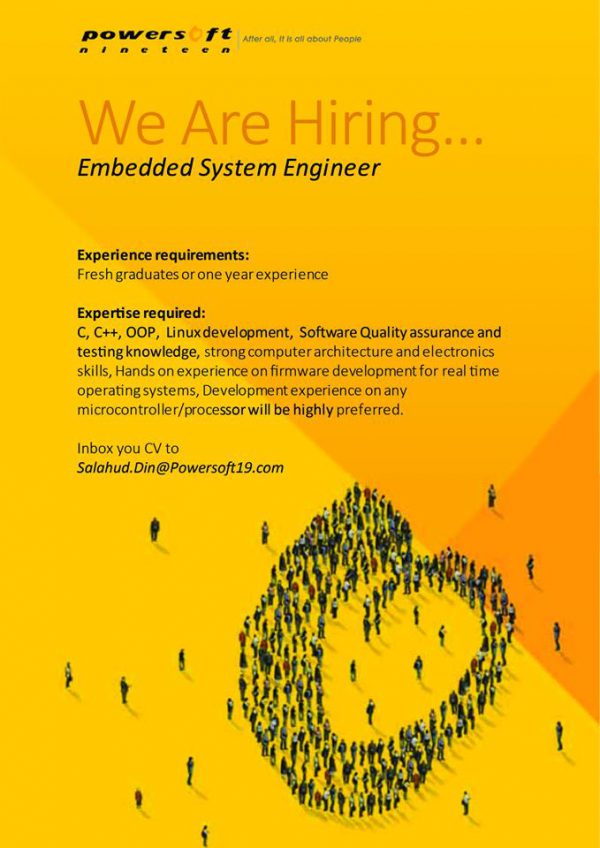 powersoft After all, It is all about People
nineteen
We Are Hiring...
Embedded System Engineer
Experience requirements:
Fresh graduates or one year experience
Expertise required:
C, C++, OOP, Linux development, Software Quality assurance and
testing knowledge, strong computer architecture and electronics
skills, Hands on experience on firmware development for real time
operating systems, Development experience on any
microcontroller/processor will be highly preferred.
Inbox you CV to
Salahud.Din@Powersoft19.com